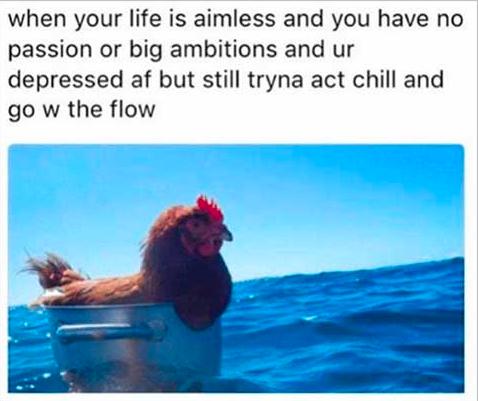 when your life is aimless and you have no
passion or big ambitions and ur
depressed af but still tryna act chill and
go w the flow